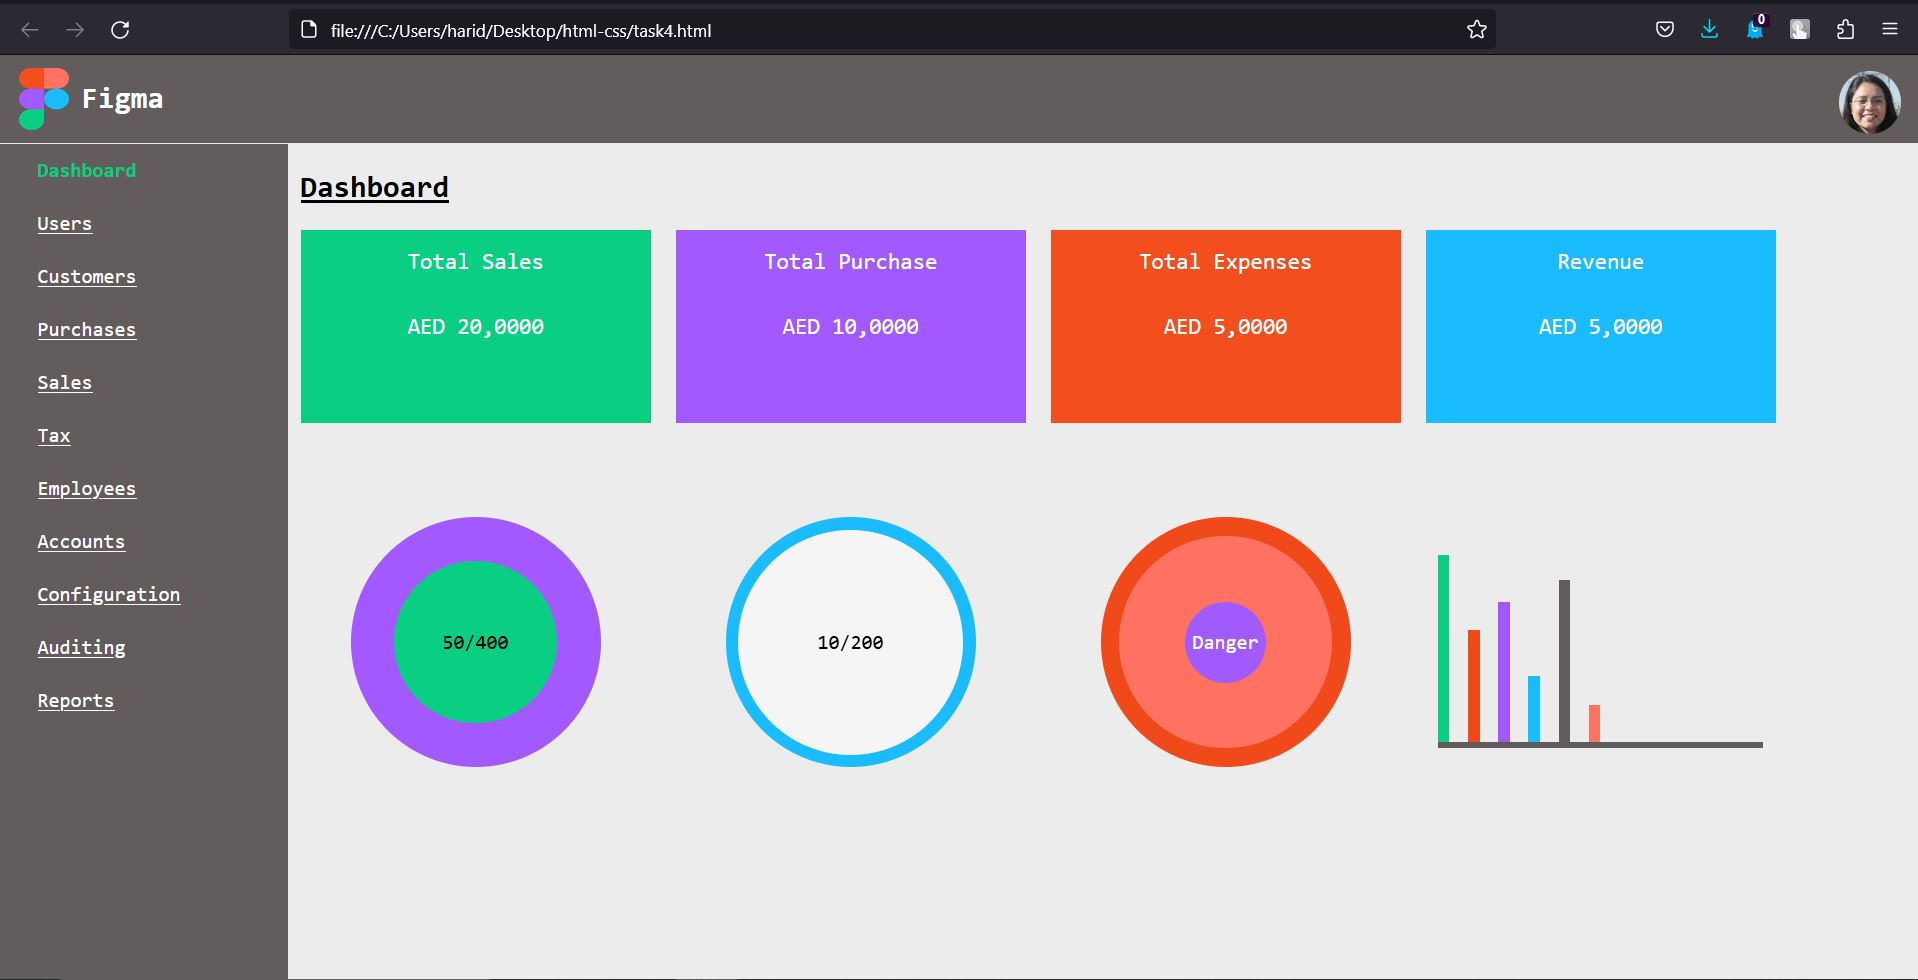 file:///C:/Users/harid/Desktop/html-css/task4.html
0
Figma
Dashboard
Users
Customers
Purchases
Sales
Tax
Employees
Accounts
Configuration
Auditing
Reports
Dashboard
Total Sales
AED 20,0000
Total Purchase
AED 10,0000
Total Expenses
AED 5,0000
Revenue
AED 5,0000
50/400
10/200
Danger